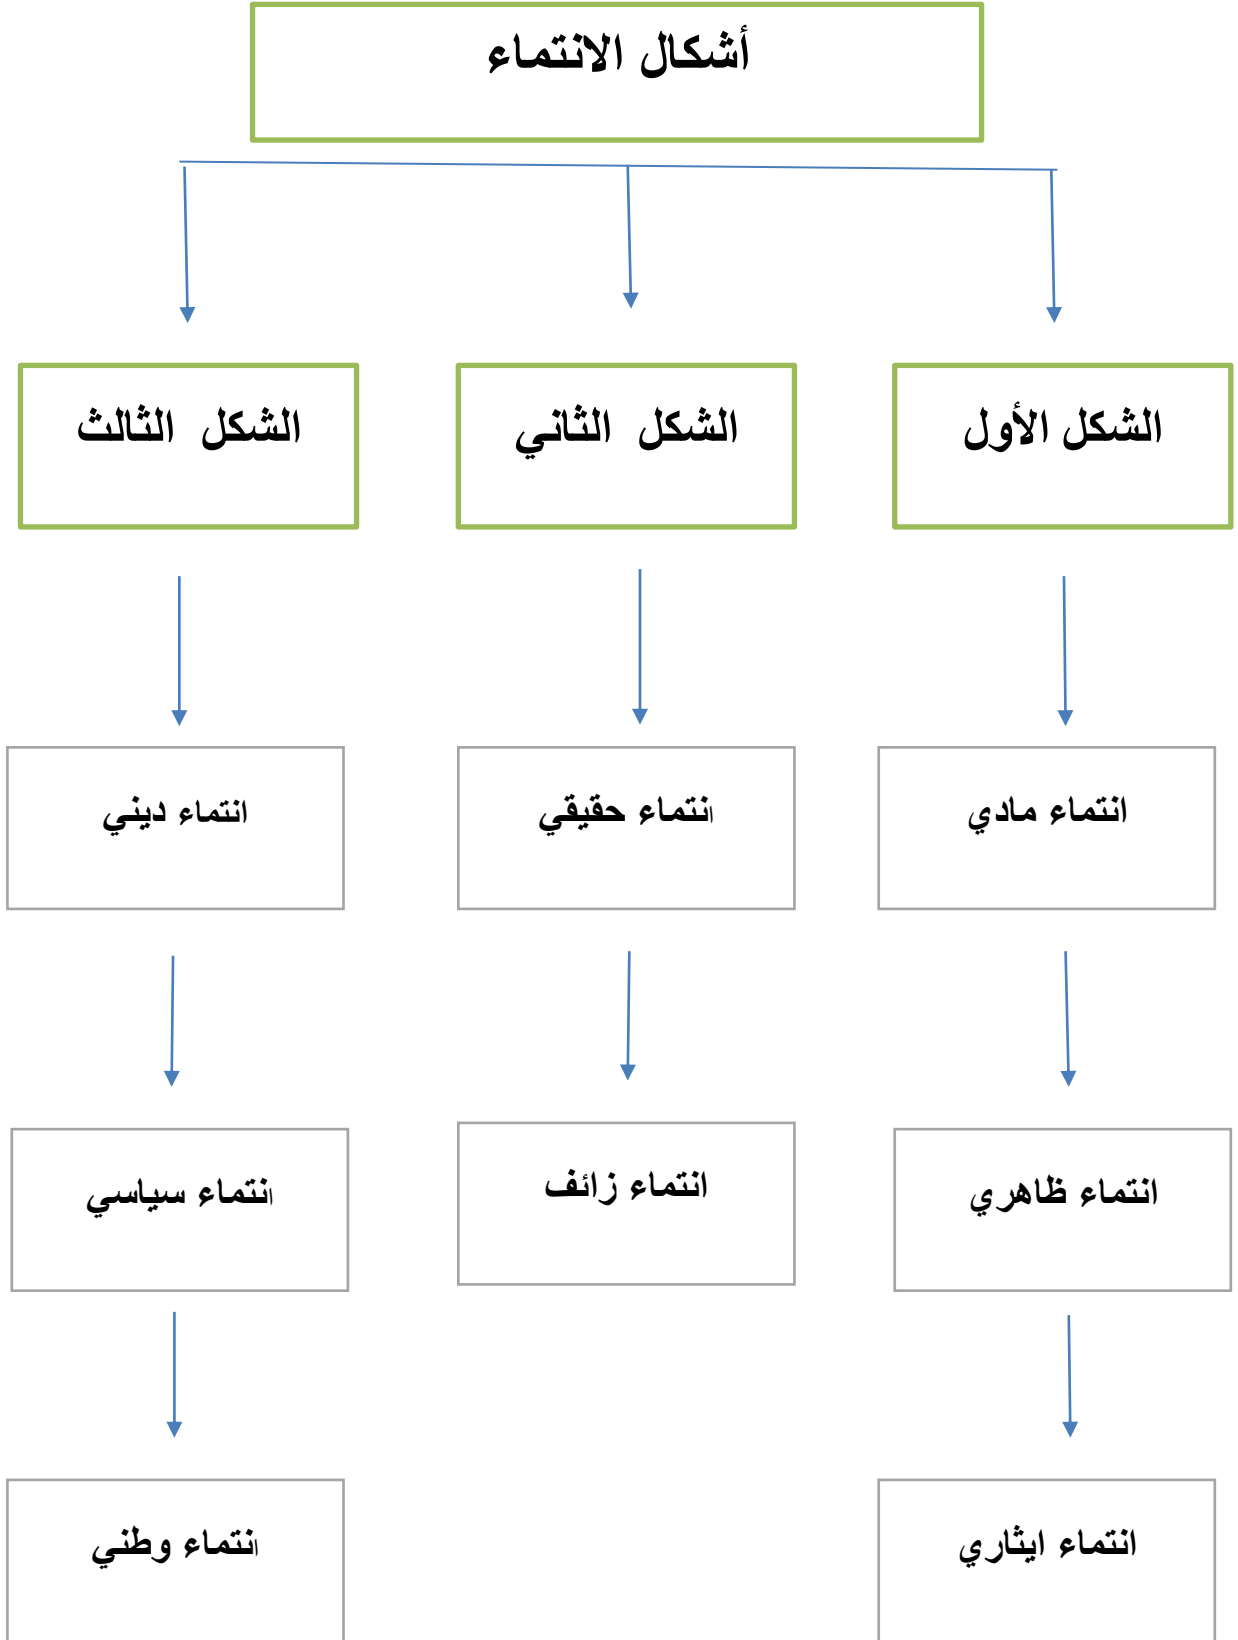 أشكال الانتماء
الشكل الأول
الشكل الثاني
الشكل الثالث
انتماء مادي
انتماء حقيقي
انتماء ديني
انتماء ظاهري
انتماء زائف
انتماء سياسي
انتماء ايثاري
انتماء وطني